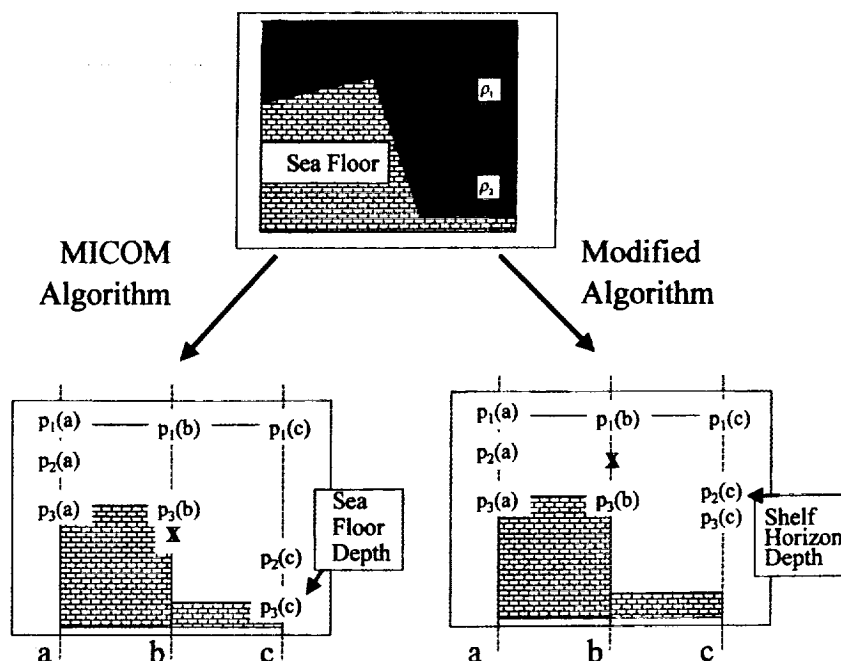 ρ₁
Sea Floor
ρ₂
MICOM
Algorithm
Modified
Algorithm
p₁(a)
p₁(b)
p₁(c)
p₂(a)
p₃(a)
p₃(b)
x
p₂(c)
p₃(c)
Sea
Floor
Depth
a
b
c
p₁(a)
p₁(b)
p₁(c)
p₂(a)
x
p₃(a)
p₃(b)
p₂(c)
p₃(c)
Shelf
Horizon
Depth
a
b
c